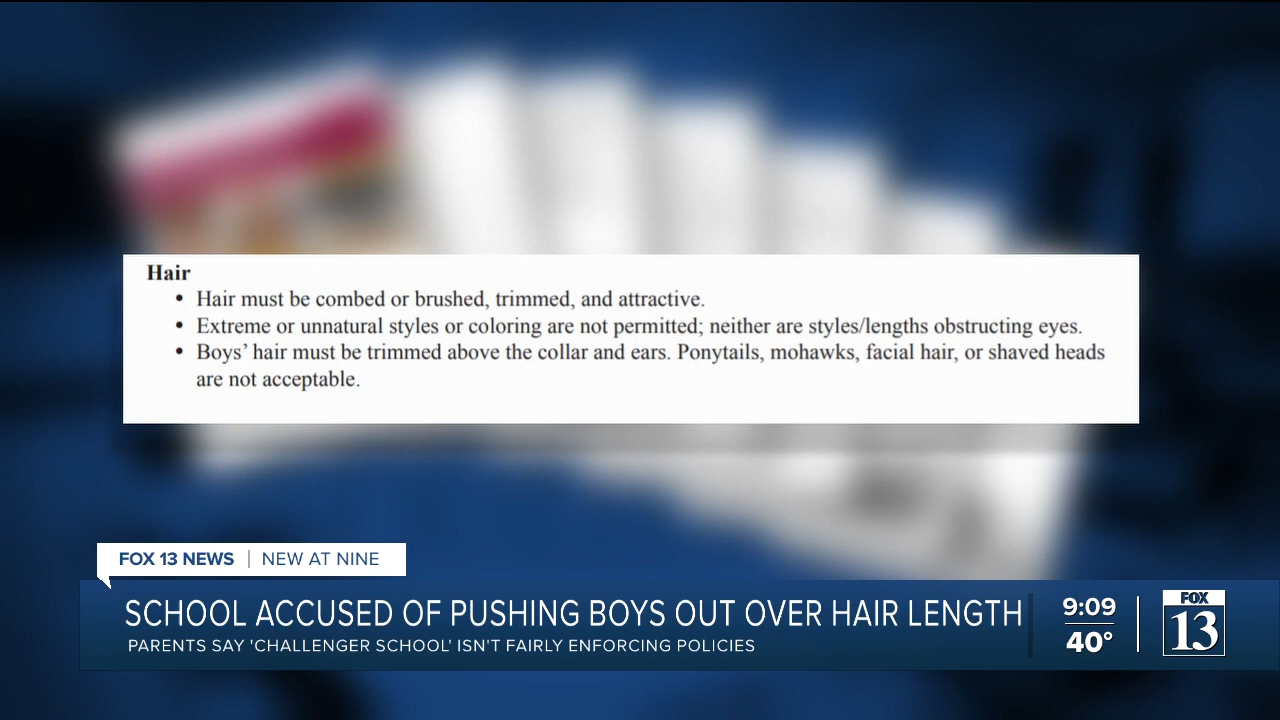 Hair
• Hair must be combed or brushed, trimmed, and attractive.
• Extreme or unnatural styles or coloring are not permitted; neither are styles/lengths obstructing eyes.
• Boys’ hair must be trimmed above the collar and ears. Ponytails, mohawks, facial hair, or shaved heads
are not acceptable.
FOX 13 NEWS | NEW AT NINE
SCHOOL ACCUSED OF PUSHING BOYS OUT OVER HAIR LENGTH
PARENTS SAY 'CHALLENGER SCHOOL' ISN'T FAIRLY ENFORCING POLICIES
9:09
40°
FOX
13